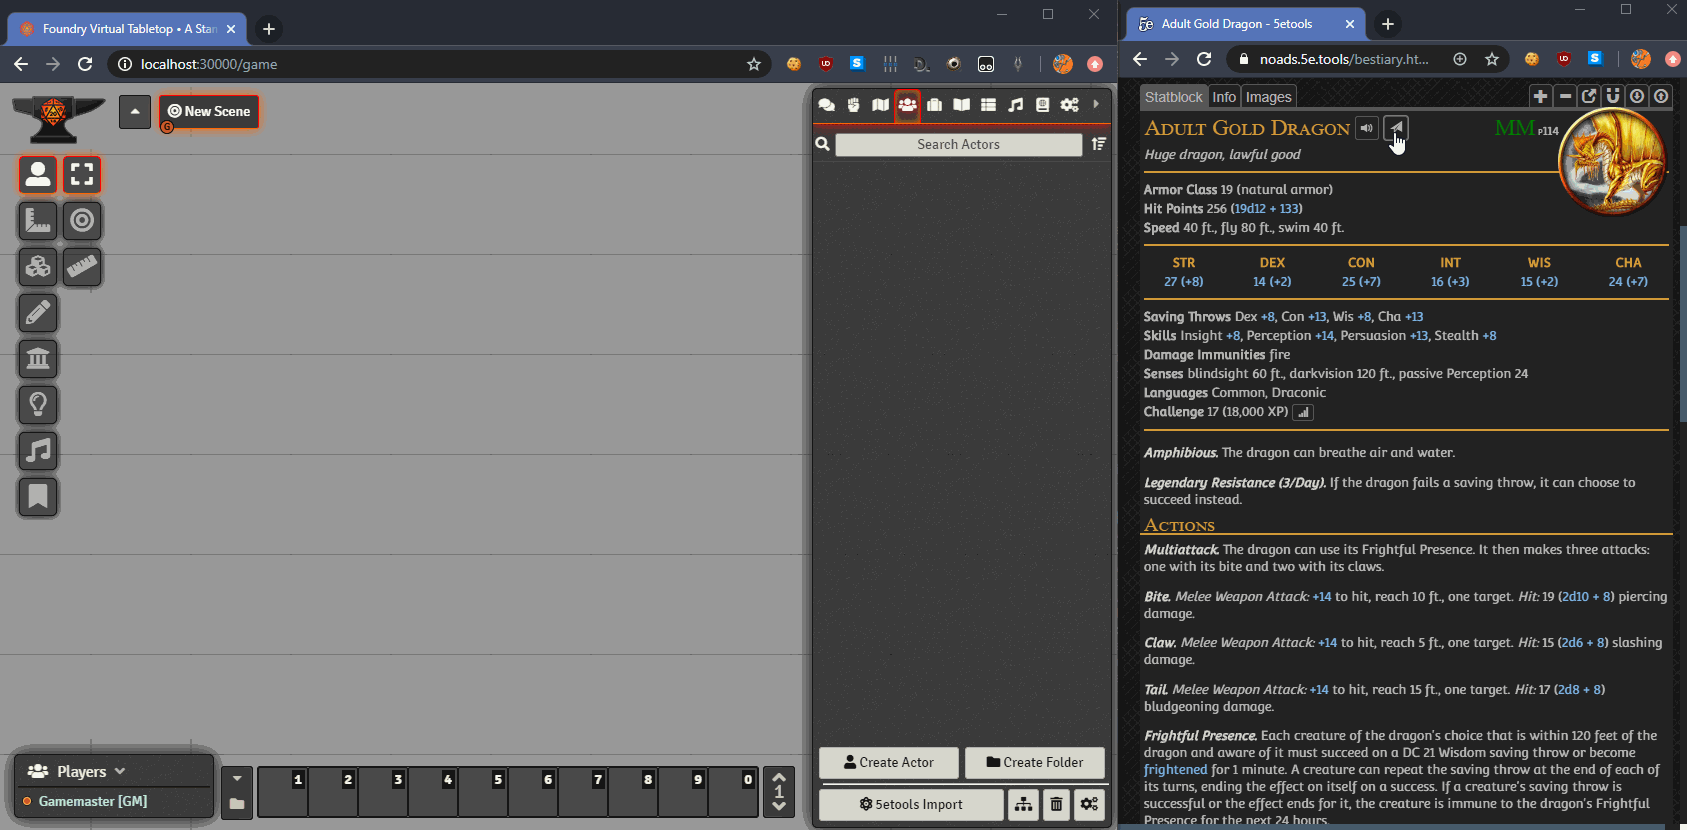 Foundry Virtual Tabletop • A Stan
localhost:30000/game
New Scene
G
Search Actors
Create Actor
Create Folder
5etools Import
Players
Gamemaster [GM]
1 2 3 4 5 6 7 8 9 0
1
5e
Adult Gold Dragon - 5etools
noads.5e.tools/bestiary.ht...
Statblock Info Images
Adult Gold Dragon
MM P114
Huge dragon, lawful good
Armor Class 19 (natural armor)
Hit Points 256 (19d12 + 133)
Speed 40 ft., fly 80 ft., swim 40 ft.
STR DEX CON INT WIS CHA
27 (+8) 14 (+2) 25 (+7) 16 (+3) 15 (+2) 24 (+7)
Saving Throws Dex +8, Con +13, Wis +8, Cha +13
Skills Insight +8, Perception +14, Persuasion +13, Stealth +8
Damage Immunities fire
Senses blindsight 60 ft., darkvision 120 ft., passive Perception 24
Languages Common, Draconic
Challenge 17 (18,000 XP)
Amphibious. The dragon can breathe air and water.
Legendary Resistance (3/Day). If the dragon fails a saving throw, it can choose to
succeed instead.
Actions
Multiattack. The dragon can use its Frightful Presence. It then makes three attacks:
one with its bite and two with its claws.
Bite. Melee Weapon Attack: +14 to hit, reach 10 ft., one target. Hit: 19 (2d10 + 8) piercing
damage.
Claw. Melee Weapon Attack: +14 to hit, reach 5 ft., one target. Hit: 15 (2d6 + 8) slashing
damage.
Tail. Melee Weapon Attack: +14 to hit, reach 15 ft., one target. Hit: 17 (2d8 + 8)
bludgeoning damage.
Frightful Presence. Each creature of the dragon's choice that is within 120 feet of the
dragon and aware of it must succeed on a DC 21 Wisdom saving throw or become
frightened for 1 minute. A creature can repeat the saving throw at the end of each of
its turns, ending the effect on itself on a success. If a creature's saving throw is
successful or the effect ends for it, the creature is immune to the dragon's Frightful
Presence for the next 24 hours.